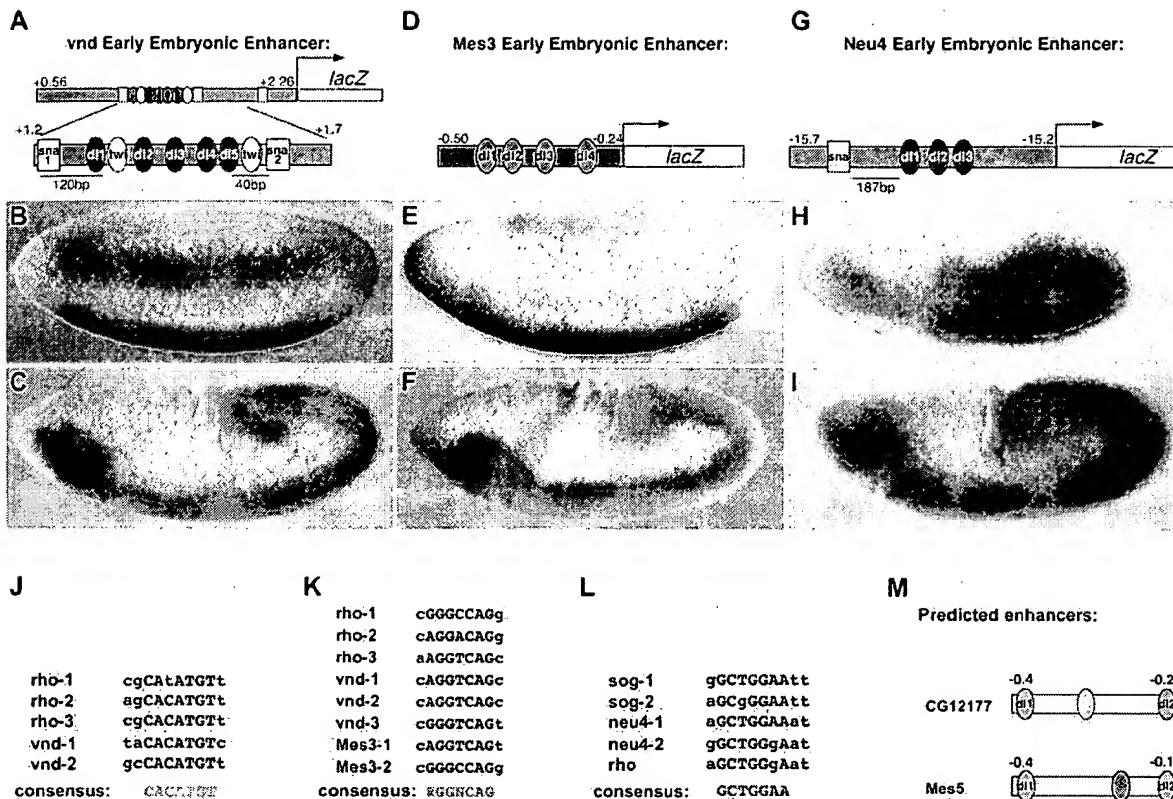 A
vnd Early Embryonic Enhancer:
+0.56
+2.26
lacZ
+1.2
+1.7
sna 1
dl1
tw
dl2
dl3
dl4
dl5
tw
sna 2
120bp
40bp
B
C
D
Mes3 Early Embryonic Enhancer:
-0.50
-0.24
dl1
dl2
dl3
dl4
lacZ
E
F
G
Neu4 Early Embryonic Enhancer:
-15.7
-15.2
sna
dl1
dl2
dl3
lacZ
187bp
H
I
J
rho-1 cgCAtATGTt
rho-2 agCACATGTt
rho-3 cgCACATGTt
vnd-1 taCACATGTc
vnd-2 gcCACATGTt
consensus: CACATGT
K
rho-1 cGGGCCAGg
rho-2 cAGGACAGg
rho-3 aAGGTCAGc
vnd-1 cAGGTCAGc
vnd-2 cAGGTCAGc
vnd-3 cGGGTCAGt
Mes3-1 cAGGTCAGt
Mes3-2 cGGGCCAGg
consensus: RGGNCAG
L
sog-1 gGCTGGAAtt
sog-2 aGCgGGAAtt
neu4-1 aGCTGGAAat
neu4-2 gGCTGGgAat
rho aGCTGGgAat
consensus: GCTGGAA
M
Predicted enhancers:
-0.4
-0.2
CG12177
dl1
dl2
-0.4
-0.1
Mes5
dl1
dl2